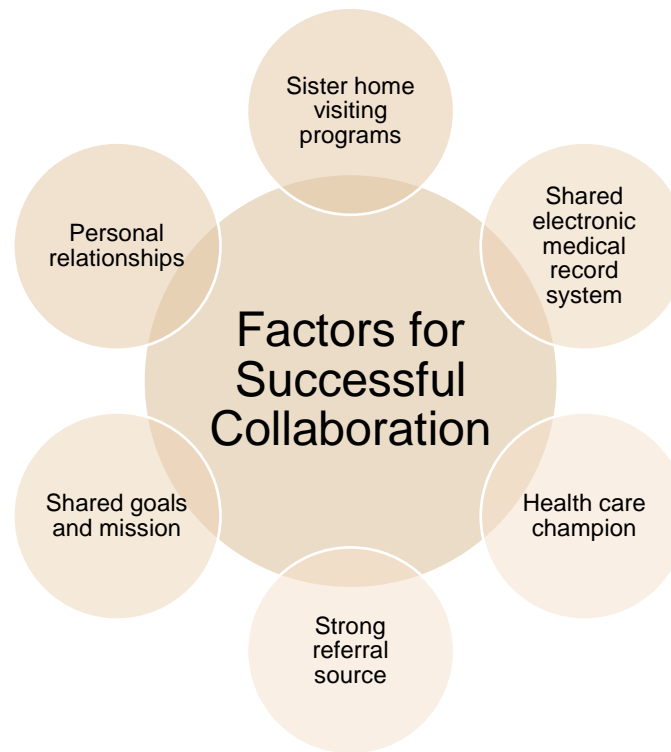 Sister home
visiting
programs
Shared
electronic
medical
record
system
Health care
champion
Strong
referral
source
Shared goals
and mission
Personal
relationships
Factors for
Successful
Collaboration